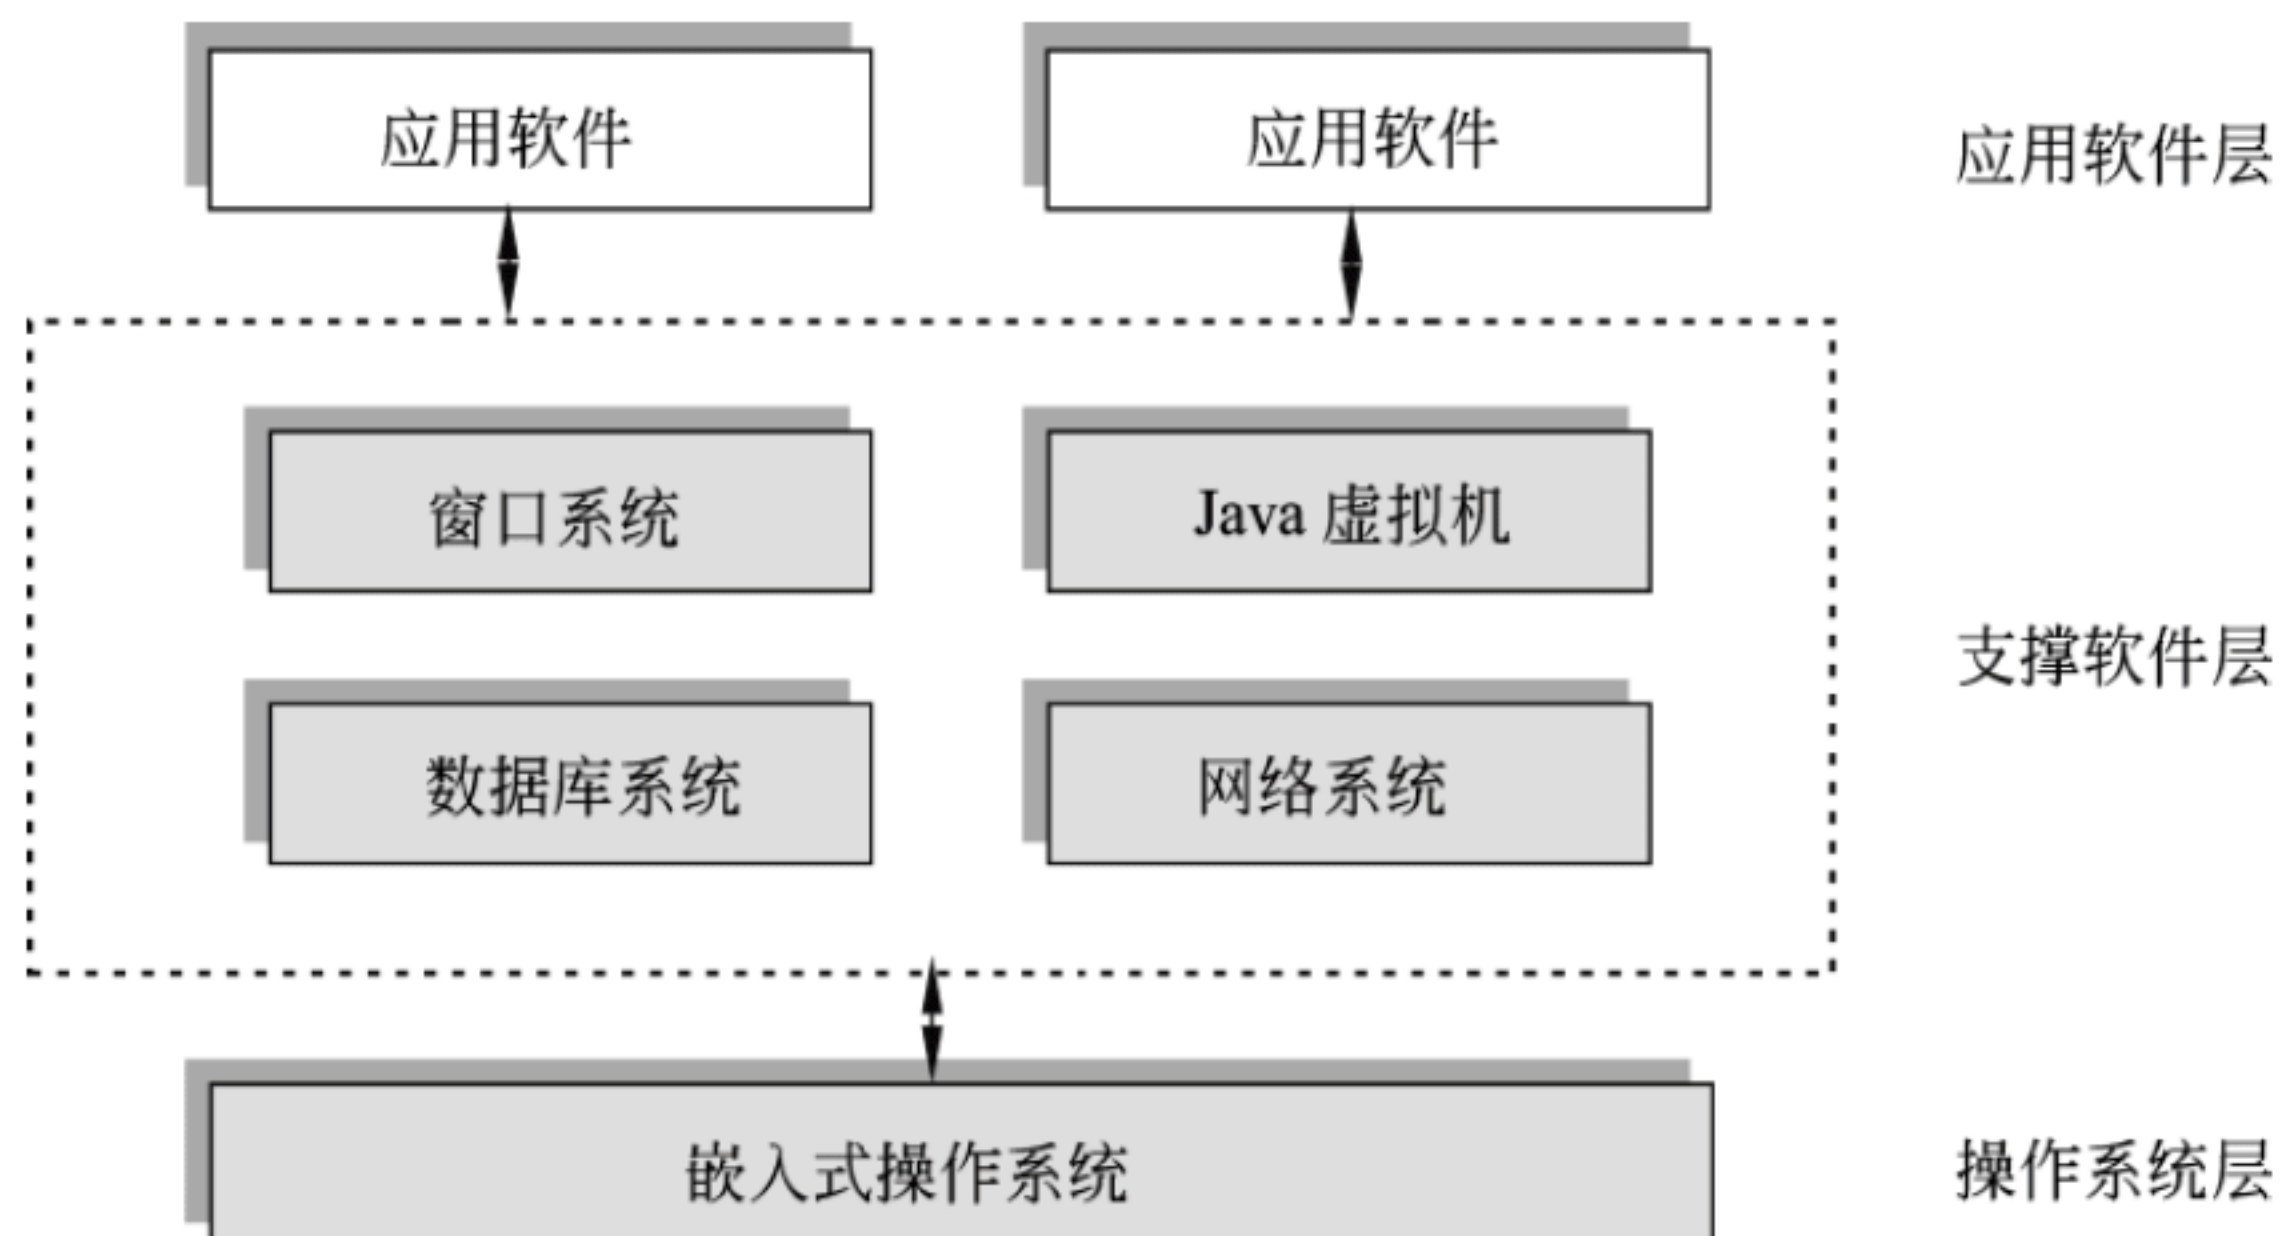 应用软件
应用软件
应用软件层
窗口系统
Java 虚拟机
支撑软件层
数据库系统
网络系统
嵌入式操作系统
操作系统层